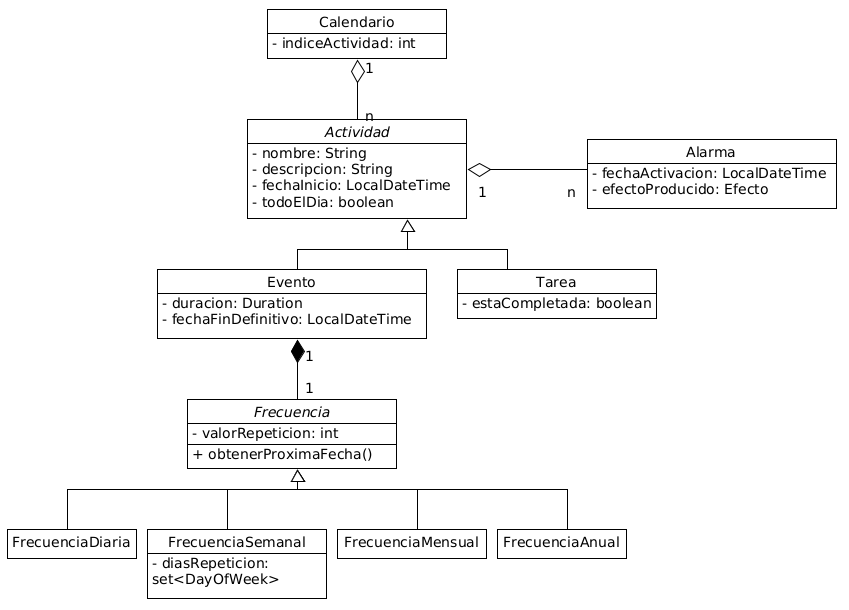 Calendario
- indiceActividad: int
1
n
Actividad
- nombre: String
- descripcion: String
- fechaInicio: LocalDateTime
- todoElDia: boolean
1
n
Alarma
- fechaActivacion: LocalDateTime
- efectoProducido: Efecto
Evento
- duracion: Duration
- fechaFinDefinitivo: LocalDateTime
Tarea
- estaCompletada: boolean
1
1
Frecuencia
- valorRepeticion: int
+ obtenerProximaFecha()
FrecuenciaDiaria
FrecuenciaSemanal
- diasRepeticion:
set<DayOfWeek>
FrecuenciaMensual
FrecuenciaAnual